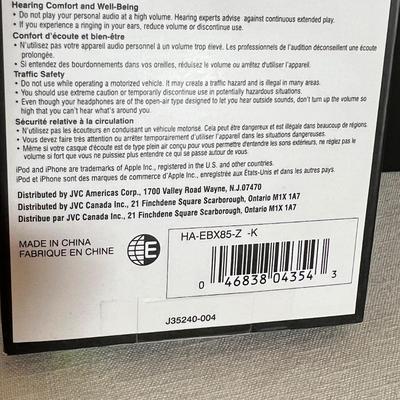 Hearing Comfort and Well-Being
• Do not play your personal audio at a high volume. Hearing experts advise against continuous extended play.
• If you experience a ringing in your ears, reduce volume or discontinue use.
Confort d'écoute et bien-être
• N'utilisez pas votre appareil audio personnel à un volume trop élevé. Les professionnels de l'audition déconseillent une écoute
prolongée.
• Si entendez des bourdonnements dans vos oreilles, réduisez le volume ou arrêtez d'utiliser l'appareil.
Traffic Safety
• Do not use while operating a motorized vehicle. It may create a traffic hazard and is illegal in many areas.
• You should use extreme caution or temporarily discontinue use in potentially hazardous situations.
• Even though your headphones are of the open-air type designed to let you hear outside sounds, don't turn up the volume so
high that you can't hear what's around you.
Sécurité relative à la circulation
• N'utilisez pas les écouteurs en conduisant un véhicule motorisé. Cela peut être dangereux et est illégale dans beaucoup de régions.
• Vous devez faire très attention ou arrêter temporairement d'utiliser l'appareil dans les situations dangereuses.
• Même si votre casque d'écoute est de type plein air conçu pour vous permettre d'entendre les sons extérieurs, ne réglez pas le
volume si fort que vous ne puissiez plus entendre ce qui se passe autour de vous.
iPod and iPhone are trademarks of Apple Inc., registered in the U.S. and other countries.
iPod et iPhone sont des marques de commerce d'Apple Inc., enregistrées aux États-Unis et dans les autres pays.
Distributed by JVC Americas Corp., 1700 Valley Road Wayne, N.J.07470
Distributed by JVC Canada Inc., 21 Finchdene Square Scarborough, Ontario M1X 1A7
Distribue par JVC Canada Inc., 21 Finchdene Square Scarborough, Ontario M1X 1A7
MADE IN CHINA
FABRIQUE EN CHINE
E
HA-EBX85-Z -K
0 46838 04354 3
J35240-004